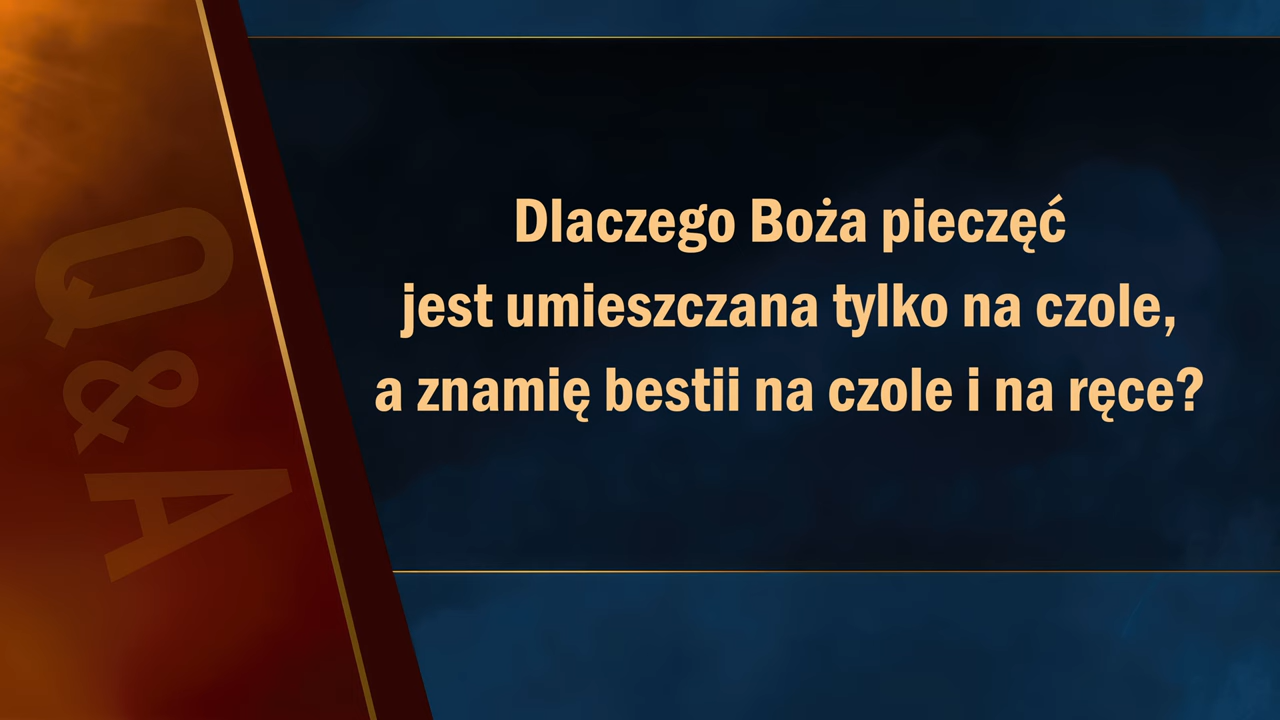 Q&A
Dlaczego Boża pieczęć
jest umieszczana tylko na czole,
a znamię bestii na czole i na ręce?